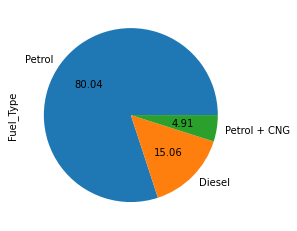 Petrol
80.04
Fuel_Type
4.91
Petrol + CNG
15.06
Diesel